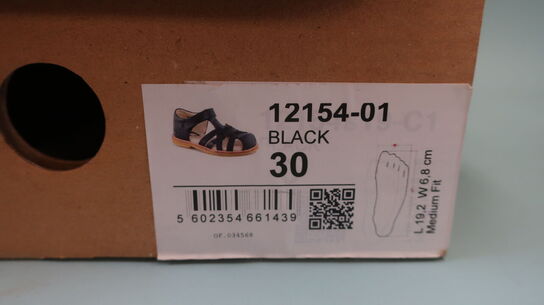 12154-01
BLACK
30
5 602354 661439
OF.034568
L 19,2 W 6,8 cm
Medium Fit